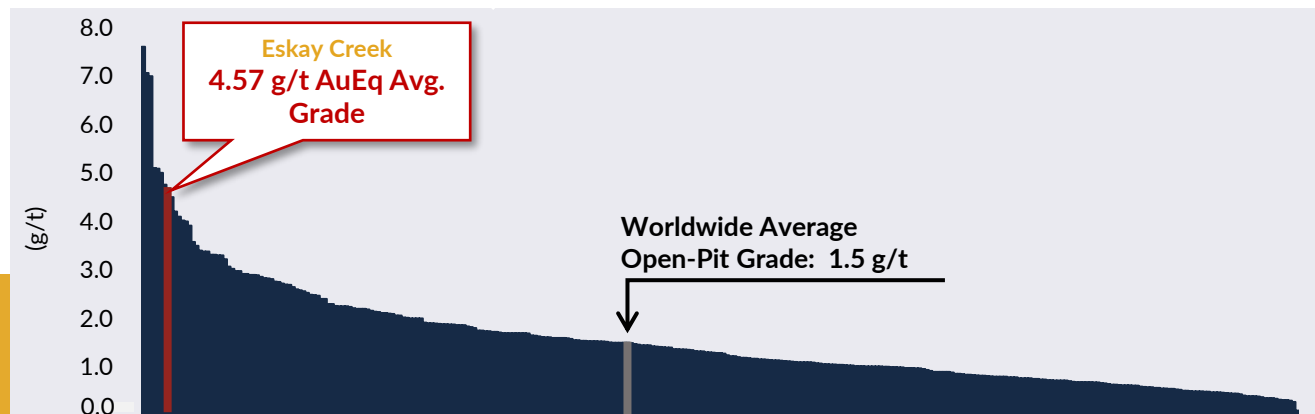 8.0
7.0
6.0
5.0
4.0
3.0
2.0
1.0
0.0
(g/t)
Eskay Creek
4.57 g/t AuEq Avg.
Grade
Worldwide Average
Open-Pit Grade: 1.5 g/t